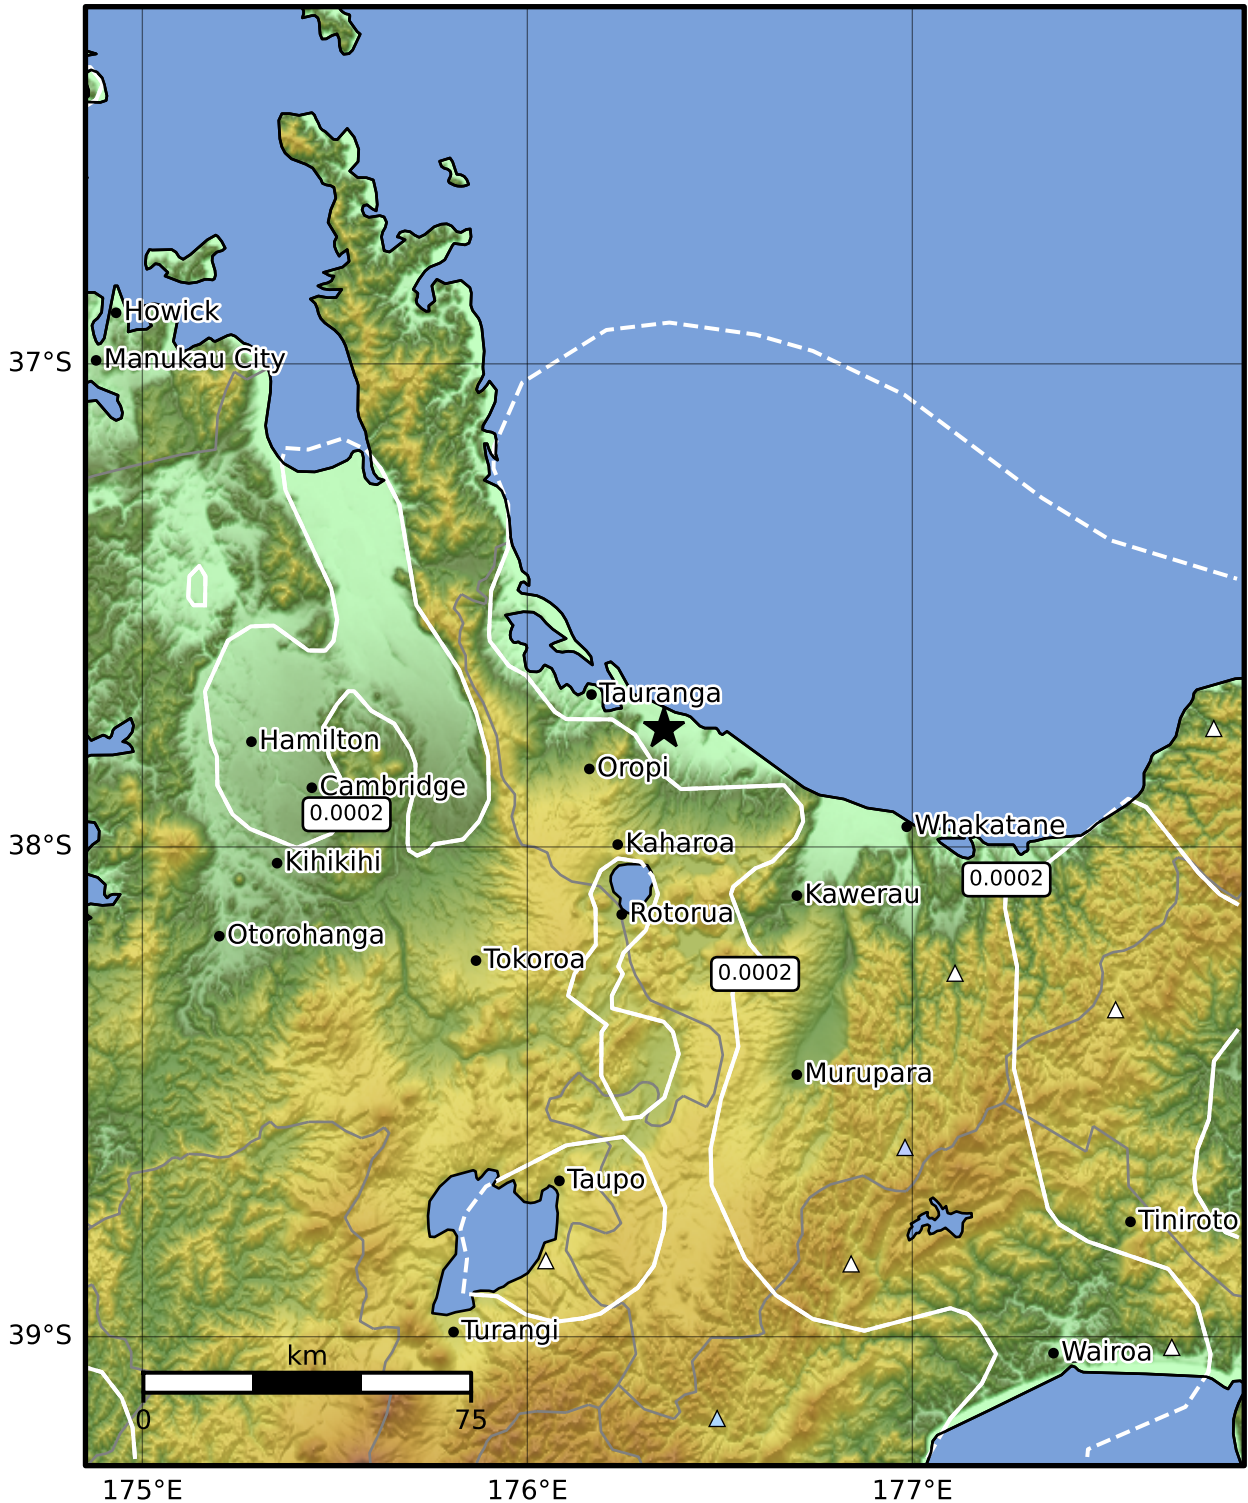 Howick
37°S
Manukau City
Tauranga
Hamilton
Oropi
Cambridge
0.0002
Whakatane
38°S
Kaharoa
Kihikihi
0.0002
Kawerau
Rotorua
Otorohanga
Tokoroa
0.0002
Murupara
Taupo
Tiniroto
39°S
Turangi
Wairoa
km
0
75
175°E
176°E
177°E